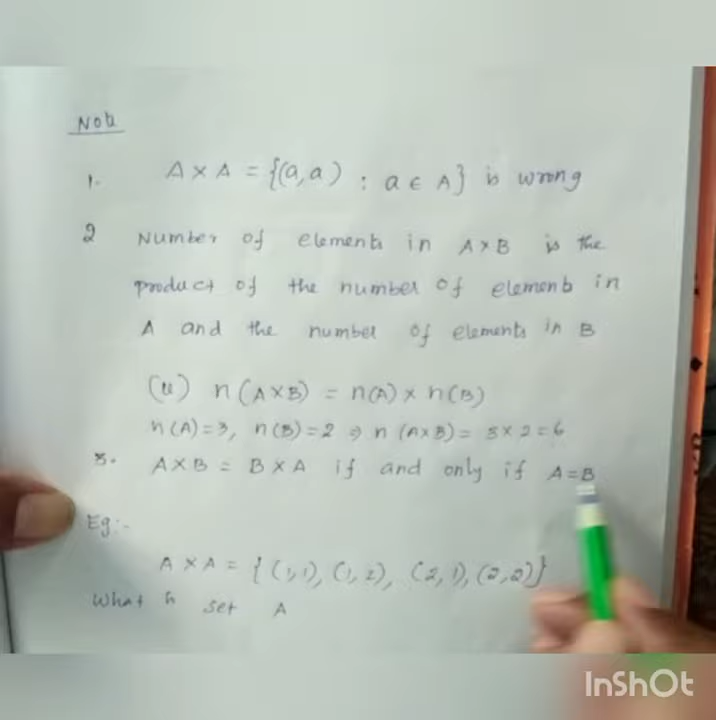 Note
1. A × A = {(a, a) : a ∈ A} is wrong
2 Number of elements in A × B is the
product of the number of elements in
A and the number of elements in B
(ie) n (A×B) = n(A) × n(B)
n(A)=3, n(B)=2 ⇒ n (A×B) = 3×2=6
3. A×B = B×A if and only if A=B
Eg:-
A × A = { (1,1), (1,2), (2,1), (2,2)}
What is set A
InShOt